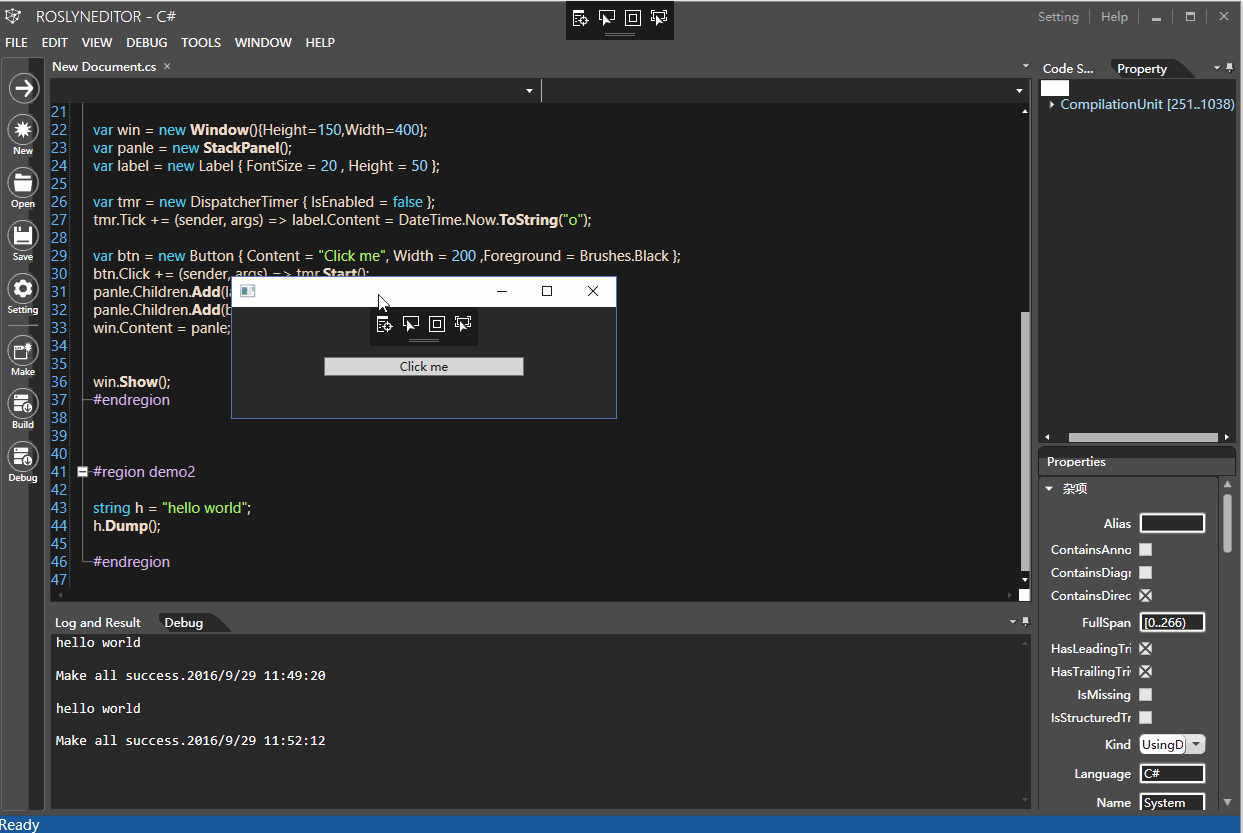 ROSLYNEDITOR - C#
Setting
Help
FILE EDIT VIEW DEBUG TOOLS WINDOW HELP
New Document.cs
New
Open
Save
Setting
Make
Build
Debug
21
22 var win = new Window(){Height=150,Width=400};
23 var panle = new StackPanel();
24 var label = new Label { FontSize = 20 , Height = 50 };
25
26 var tmr = new DispatcherTimer { IsEnabled = false };
27 tmr.Tick += (sender, args) => label.Content = DateTime.Now.ToString("o");
28
29 var btn = new Button { Content = "Click me", Width = 200 ,Foreground = Brushes.Black };
30 btn.Click += (sender, args) => tmr.Start();
31 panle.Children.Add(
32 panle.Children.Add(
33 win.Content = panle;
34
35
36 win.Show();
37 #endregion
38
39
40
41 #region demo2
42
43 string h = "hello world";
44 h.Dump();
45
46 #endregion
47
Click me
Log and Result
Debug
hello world
Make all success.2016/9/29 11:49:20
hello world
Make all success.2016/9/29 11:52:12
Code S...
Property
CompilationUnit [251..1038)
Properties
杂项
Alias
ContainsAnno
ContainsDiagr
ContainsDirec
FullSpan [0..266)
HasLeadingTri
HasTrailingTri
IsMissing
IsStructuredTr
Kind UsingD
Language C#
Name System
Ready